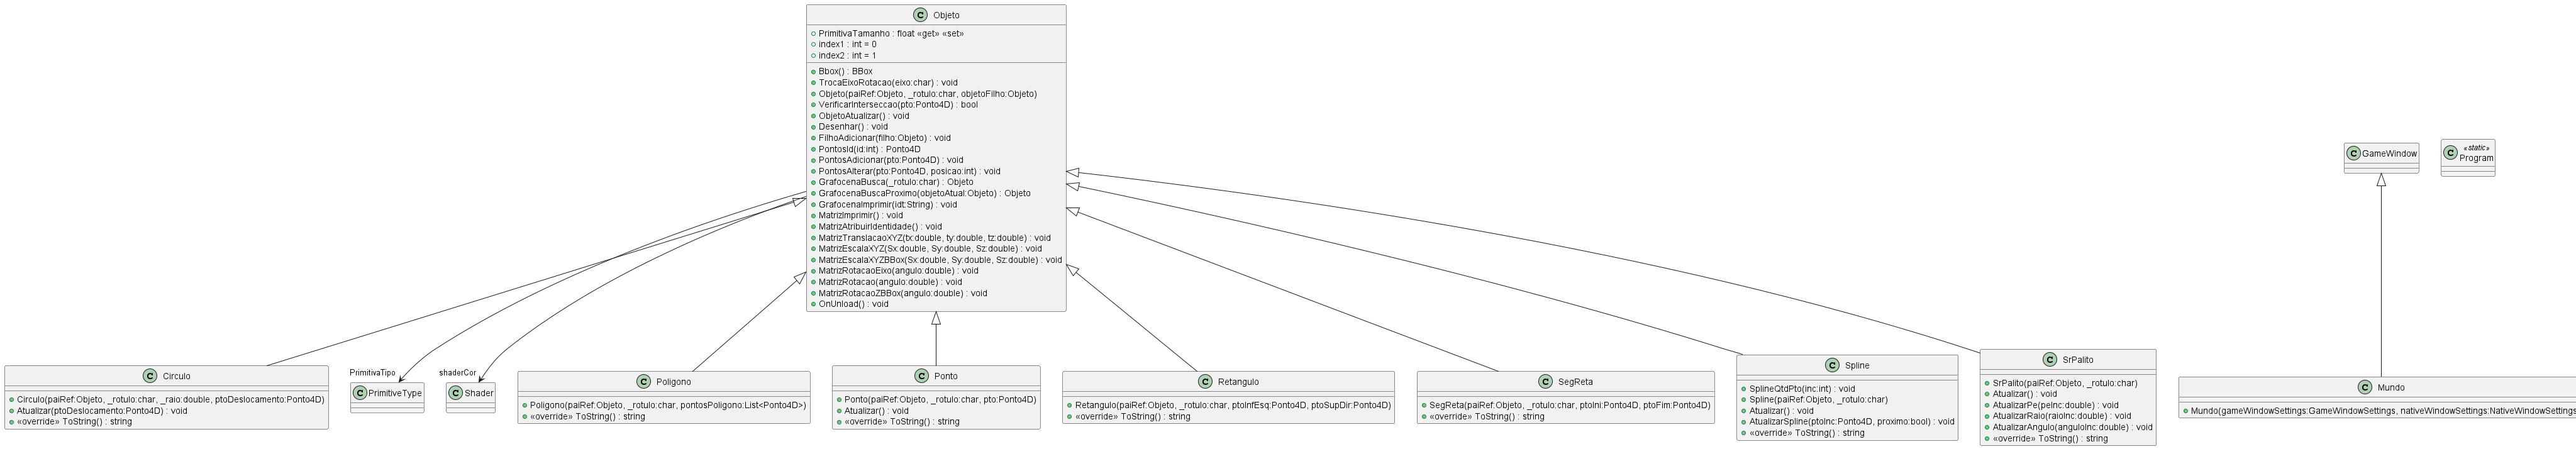 Objeto
PrimitivaTamanho : float «get» «set»
index1 : int = 0
index2 : int = 1
Bbox() : BBox
TrocaEixoRotacao(eixo:char) : void
Objeto(paiRef:Objeto, _rotulo:char, objetoFilho:Objeto)
VerificarInterseccao(pto:Ponto4D) : bool
ObjetoAtualizar() : void
Desenhar() : void
FilhoAdicionar(filho:Objeto) : void
PontosId(id:int) : Ponto4D
PontosAdicionar(pto:Ponto4D) : void
PontosAlterar(pto:Ponto4D, posicao:int) : void
GrafocenaBusca(_rotulo:char) : Objeto
GrafocenaBuscaProximo(objetoAtual:Objeto) : Objeto
GrafocenaImprimir(idt:String) : void
MatrizImprimir() : void
MatrizAtribuirIdentidade() : void
MatrizTranslacaoXYZ(tx:double, ty:double, tz:double) : void
MatrizEscalaXYZ(Sx:double, Sy:double, Sz:double) : void
MatrizEscalaXYZBBox(Sx:double, Sy:double, Sz:double) : void
MatrizRotacaoEixo(angulo:double) : void
MatrizRotacao(angulo:double) : void
MatrizRotacaoZBBox(angulo:double) : void
OnUnload() : void
GameWindow
«static»
Program
Circulo
Circulo(paiRef:Objeto, _rotulo:char, _raio:double, ptoDeslocamento:Ponto4D)
Atualizar(ptoDeslocamento:Ponto4D) : void
«override» ToString() : string
PrimitivaTipo
PrimitiveType
shaderCor
Shader
Poligono
Poligono(paiRef:Objeto, _rotulo:char, pontosPoligono:List<Ponto4D>)
«override» ToString() : string
Ponto
Ponto(paiRef:Objeto, _rotulo:char, pto:Ponto4D)
Atualizar() : void
«override» ToString() : string
Retangulo
Retangulo(paiRef:Objeto, _rotulo:char, ptoInfEsq:Ponto4D, ptoSupDir:Ponto4D)
«override» ToString() : string
SegReta
SegReta(paiRef:Objeto, _rotulo:char, ptoIni:Ponto4D, ptoFim:Ponto4D)
«override» ToString() : string
Spline
SplineQtdPto(inc:int) : void
Spline(paiRef:Objeto, _rotulo:char)
Atualizar() : void
AtualizarSpline(ptoInc:Ponto4D, proximo:bool) : void
«override» ToString() : string
SrPalito
SrPalito(paiRef:Objeto, _rotulo:char)
Atualizar() : void
AtualizarPe(peInc:double) : void
AtualizarRaio(raioInc:double) : void
AtualizarAngulo(anguloInc:double) : void
«override» ToString() : string
Mundo
Mundo(gameWindowSettings:GameWindowSettings, nativeWindowSettings:NativeWindowSettings